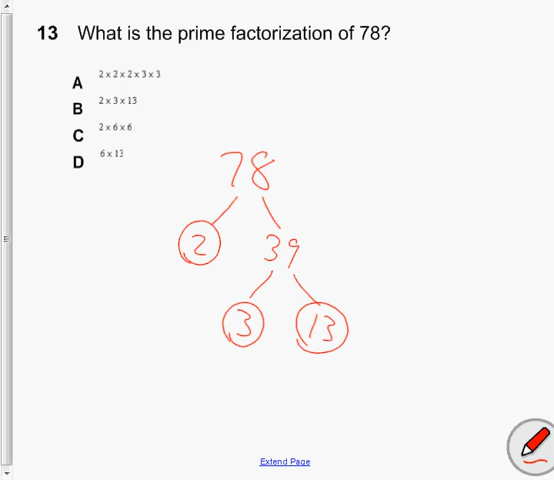 13 What is the prime factorization of 78?
A 2 x 2 x 2 x 3 x 3
B 2 x 3 x 13
C 2 x 6 x 6
D 6 x 13
78
2 39
3 13
Extend Page